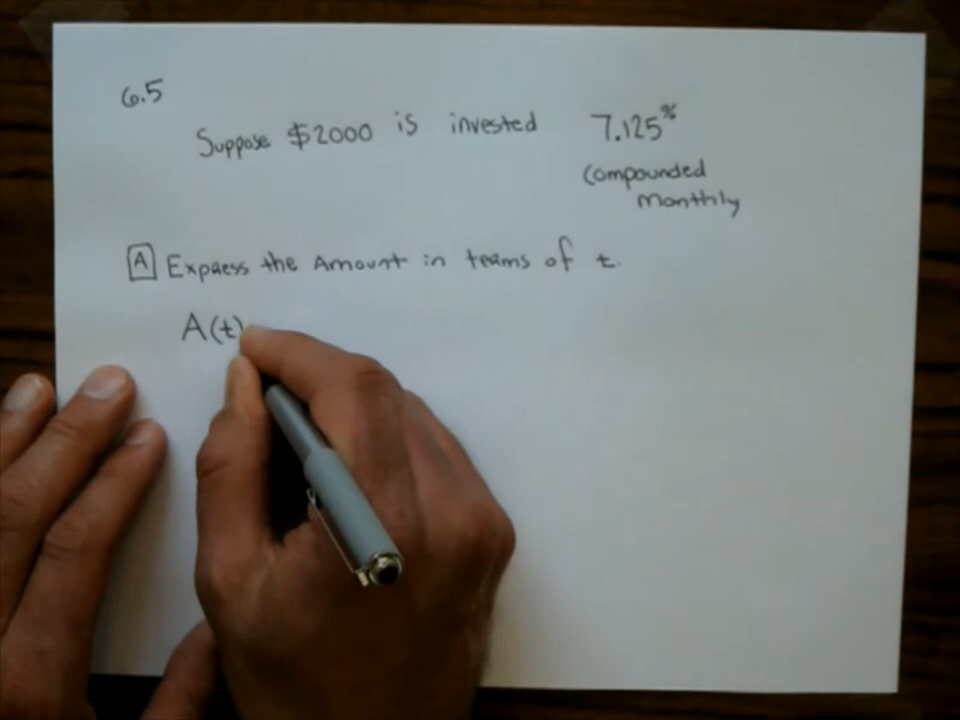 6.5
Suppose $2000 is invested 7.125%
compounded
monthly
A Express the Amount in terms of t.
A(t)